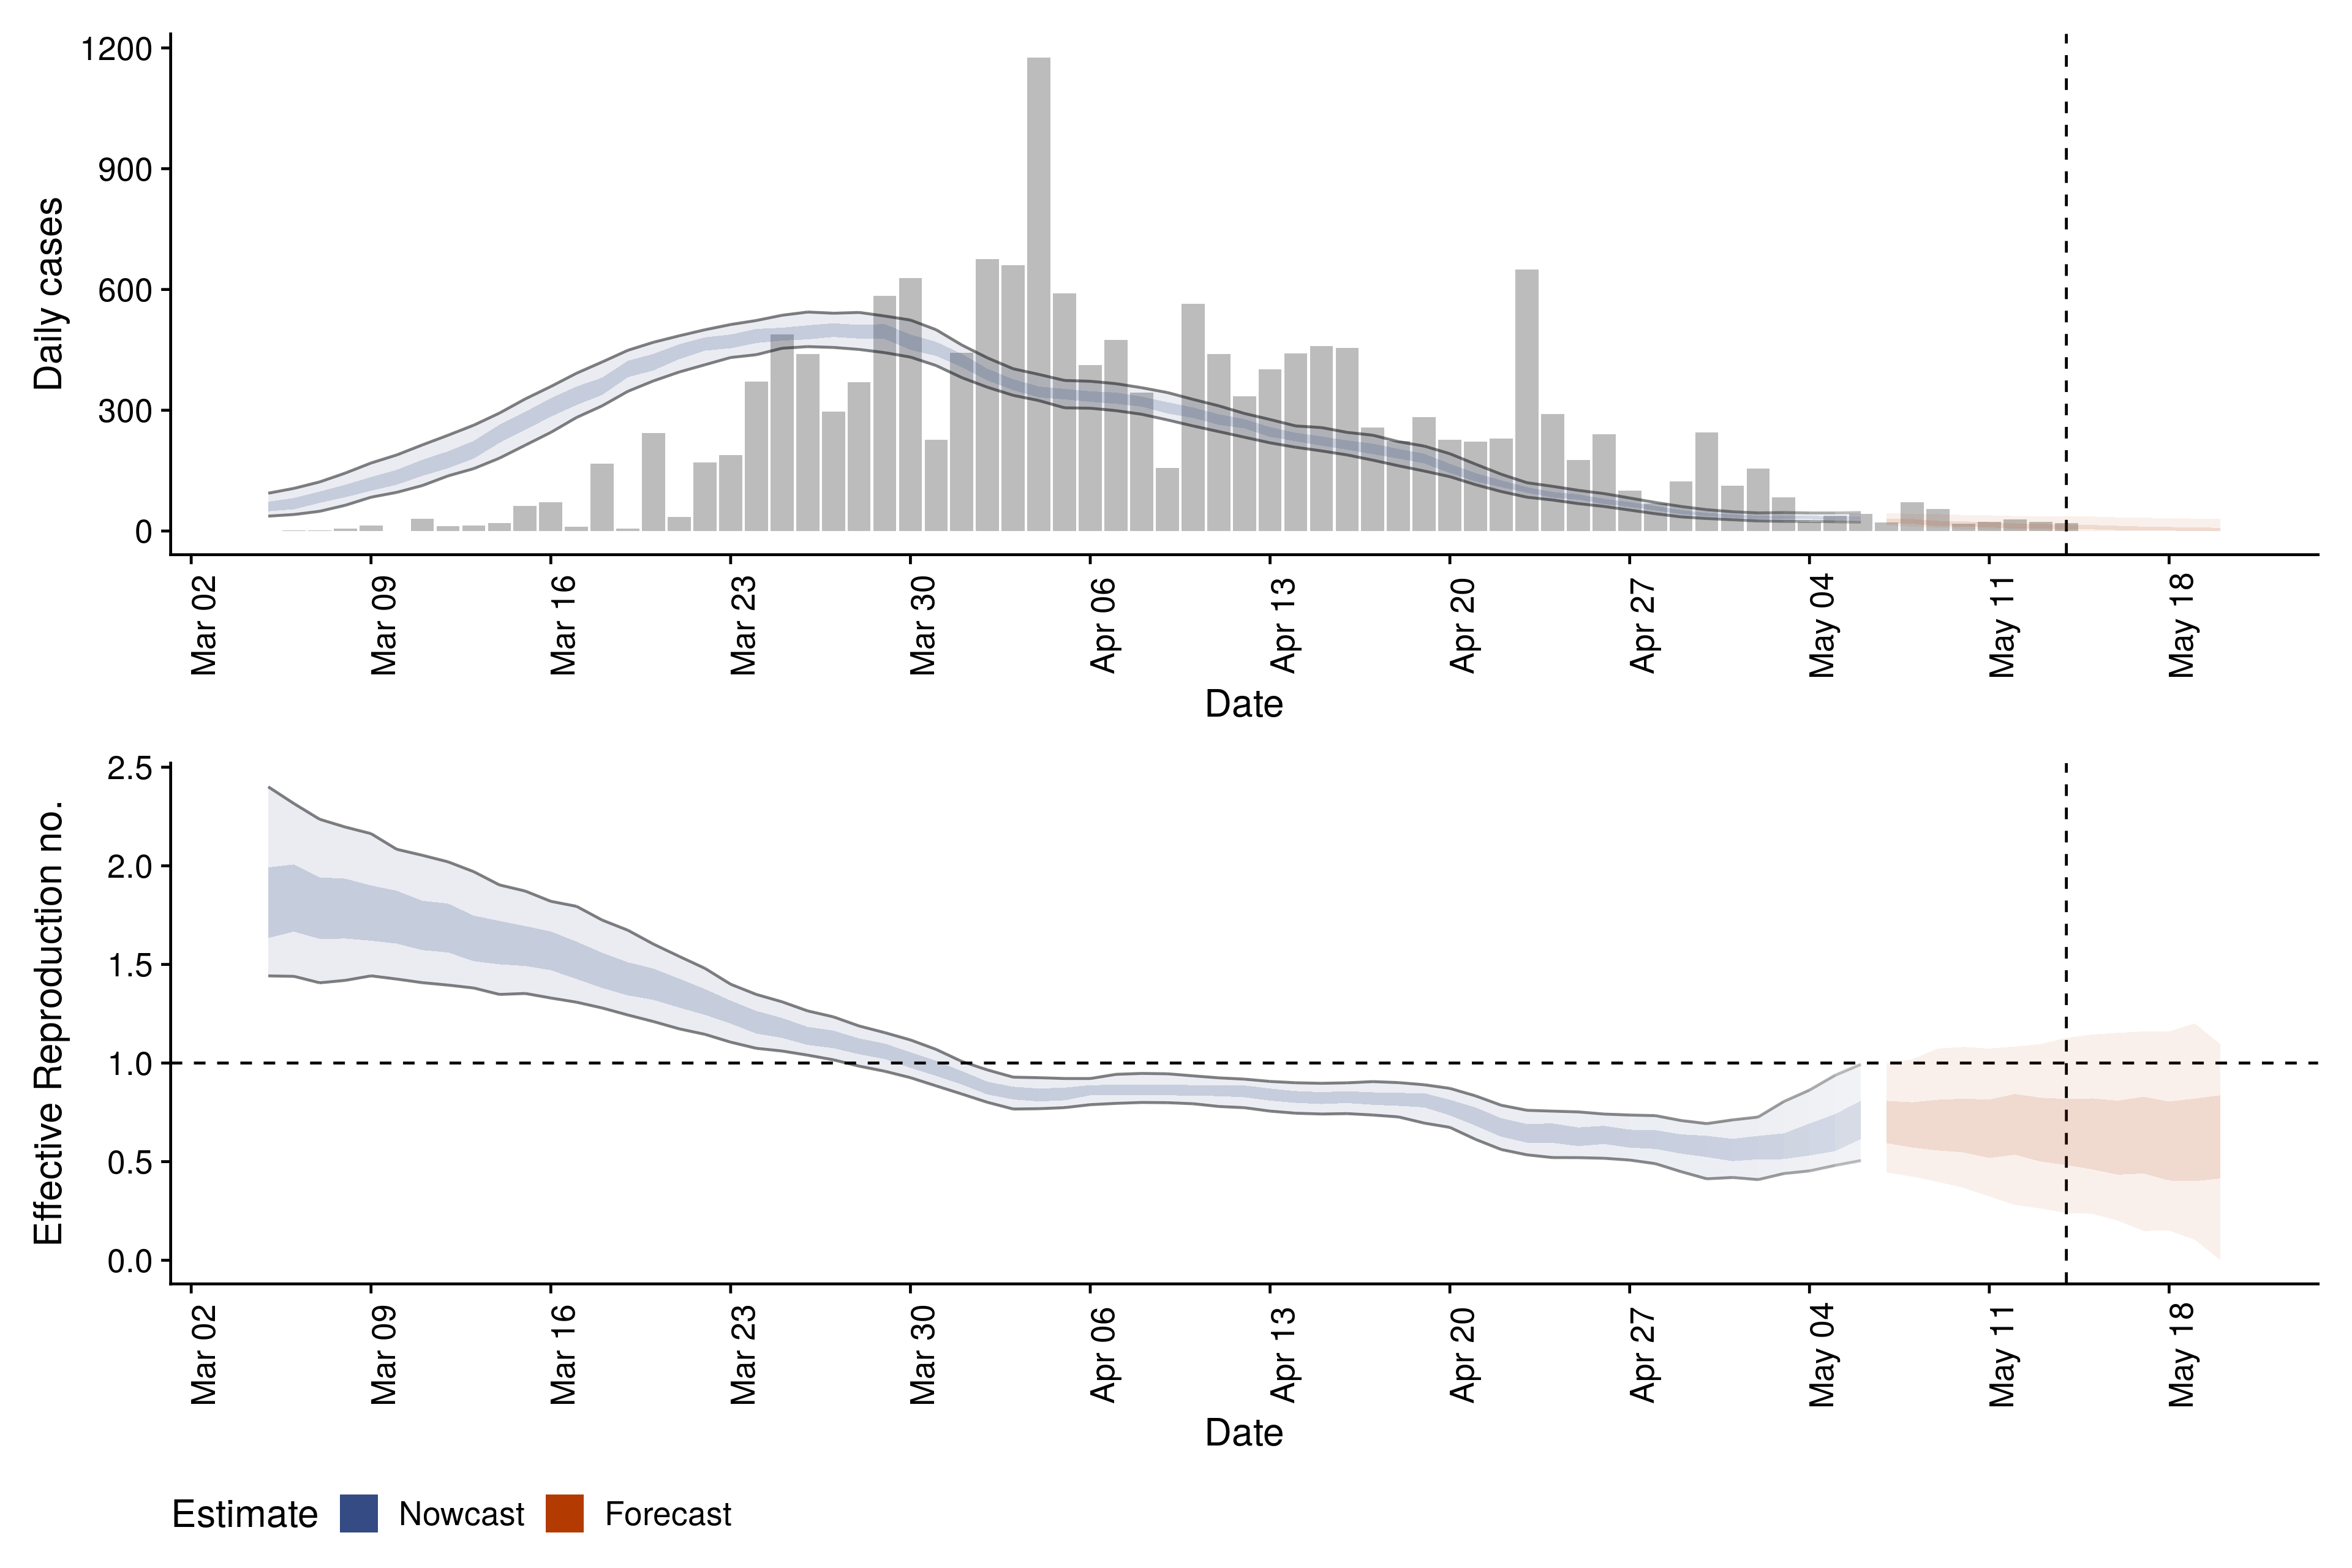 Daily cases
1200
900
600
300
0
Mar 02
Mar 09
Mar 16
Mar 23
Mar 30
Apr 06
Apr 13
Apr 20
Apr 27
May 04
May 11
May 18
Date
Effective Reproduction no.
2.5
2.0
1.5
1.0
0.5
0.0
Mar 02
Mar 09
Mar 16
Mar 23
Mar 30
Apr 06
Apr 13
Apr 20
Apr 27
May 04
May 11
May 18
Date
Estimate Nowcast Forecast